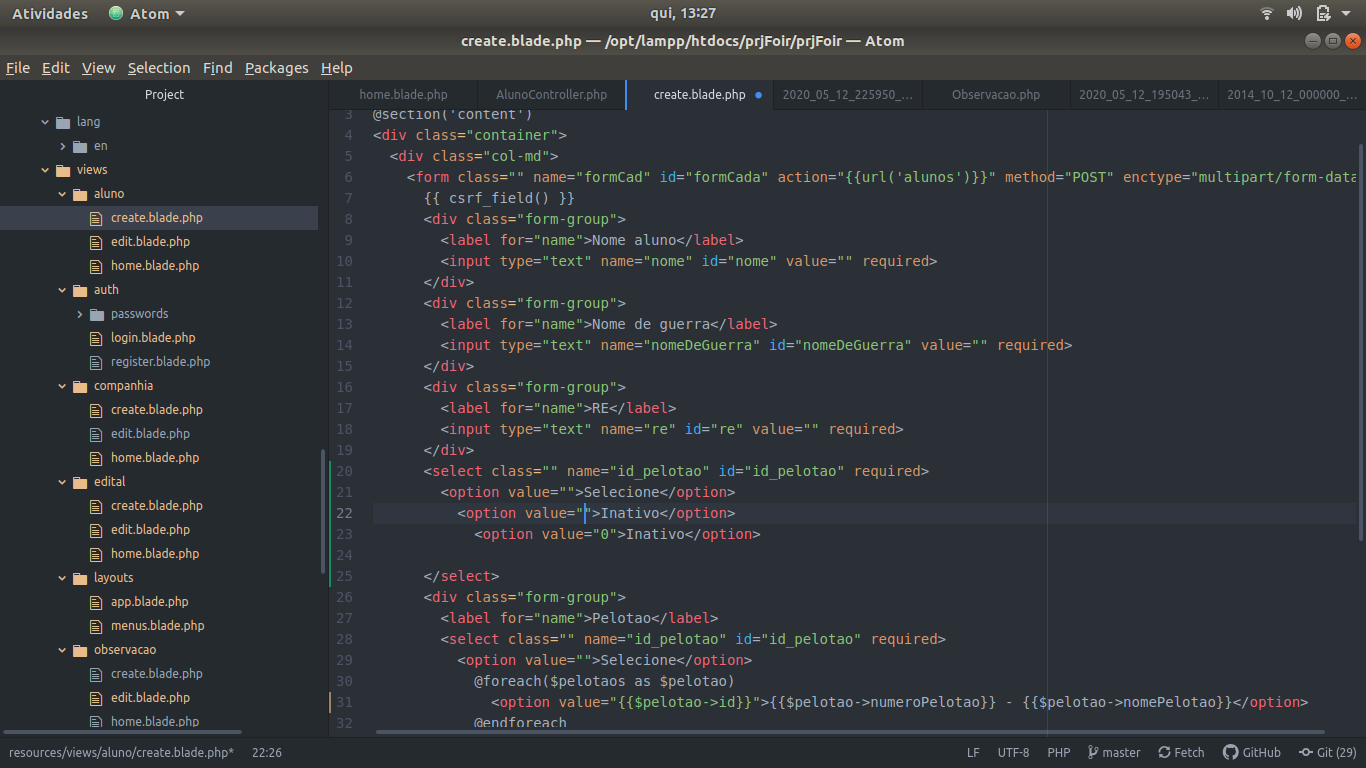 Atividades Atom qui, 13:27
create.blade.php — /opt/lampp/htdocs/prjFoir/prjFoir — Atom
File Edit View Selection Find Packages Help
Project
lang
en
views
aluno
create.blade.php
edit.blade.php
home.blade.php
auth
passwords
login.blade.php
register.blade.php
companhia
create.blade.php
edit.blade.php
home.blade.php
edital
create.blade.php
edit.blade.php
home.blade.php
layouts
app.blade.php
menus.blade.php
observacao
create.blade.php
edit.blade.php
home.blade.php
home.blade.php AlunoController.php create.blade.php 2020_05_12_225950_... Observacao.php 2020_05_12_195043_... 2014_10_12_000000_...
3 @section('content')
4 <div class="container">
5 <div class="col-md">
6 <form class="" name="formCad" id="formCada" action="{{url('alunos')}}" method="POST" enctype="multipart/form-data
7 {{ csrf_field() }}
8 <div class="form-group">
9 <label for="name">Nome aluno</label>
10 <input type="text" name="nome" id="nome" value="" required>
11 </div>
12 <div class="form-group">
13 <label for="name">Nome de guerra</label>
14 <input type="text" name="nomeDeGuerra" id="nomeDeGuerra" value="" required>
15 </div>
16 <div class="form-group">
17 <label for="name">RE</label>
18 <input type="text" name="re" id="re" value="" required>
19 </div>
20 <select class="" name="id_pelotao" id="id_pelotao" required>
21 <option value="">Selecione</option>
22 <option value="">Inativo</option>
23 <option value="0">Inativo</option>
24
25 </select>
26 <div class="form-group">
27 <label for="name">Pelotao</label>
28 <select class="" name="id_pelotao" id="id_pelotao" required>
29 <option value="">Selecione</option>
30 @foreach($pelotaos as $pelotao)
31 <option value="{{$pelotao->id}}">{{$pelotao->numeroPelotao}} - {{$pelotao->nomePelotao}}</option>
32 @endforeach
resources/views/aluno/create.blade.php* 22:26 LF UTF-8 PHP master Fetch GitHub Git (29)